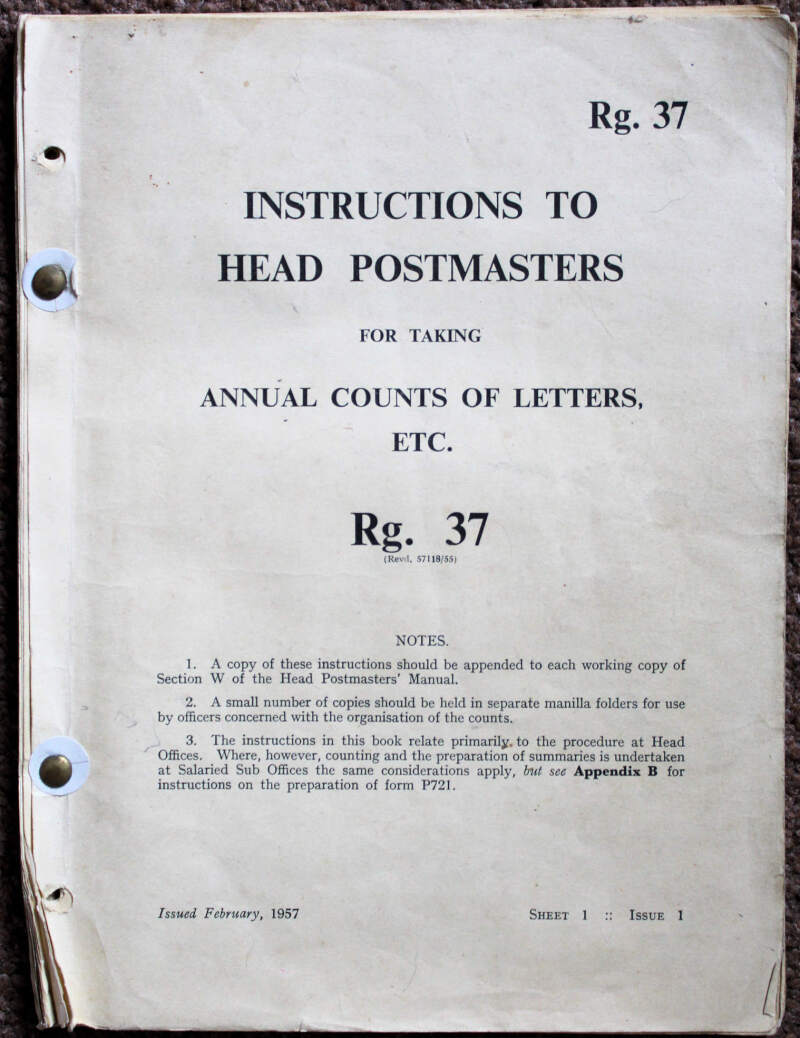 Rg. 37
INSTRUCTIONS TO
HEAD POSTMASTERS
FOR TAKING
ANNUAL COUNTS OF LETTERS,
ETC.
Rg. 37
(Revd. 57118/55)
NOTES.
1. A copy of these instructions should be appended to each working copy of
Section W of the Head Postmasters' Manual.
2. A small number of copies should be held in separate manilla folders for use
by officers concerned with the organisation of the counts.
3. The instructions in this book relate primarily to the procedure at Head
Offices. Where, however, counting and the preparation of summaries is undertaken
at Salaried Sub Offices the same considerations apply, but see Appendix B for
instructions on the preparation of form P721.
Issued February, 1957 SHEET 1 :: ISSUE 1